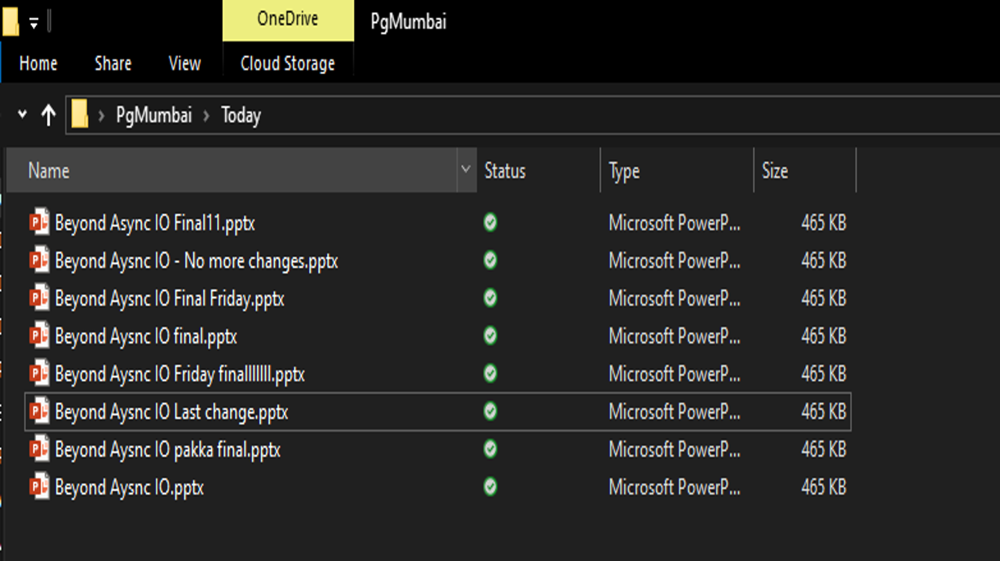 OneDrive PgMumbai
Home Share View Cloud Storage
PgMumbai > Today
Name Status Type Size
Beyond Async IO Final11.pptx Microsoft PowerP... 465 KB
Beyond Aysnc IO - No more changes.pptx Microsoft PowerP... 465 KB
Beyond Aysnc IO Final Friday.pptx Microsoft PowerP... 465 KB
Beyond Aysnc IO final.pptx Microsoft PowerP... 465 KB
Beyond Aysnc IO Friday finalllllll.pptx Microsoft PowerP... 465 KB
Beyond Aysnc IO Last change.pptx Microsoft PowerP... 465 KB
Beyond Aysnc IO pakka final.pptx Microsoft PowerP... 465 KB
Beyond Aysnc IO.pptx Microsoft PowerP... 465 KB